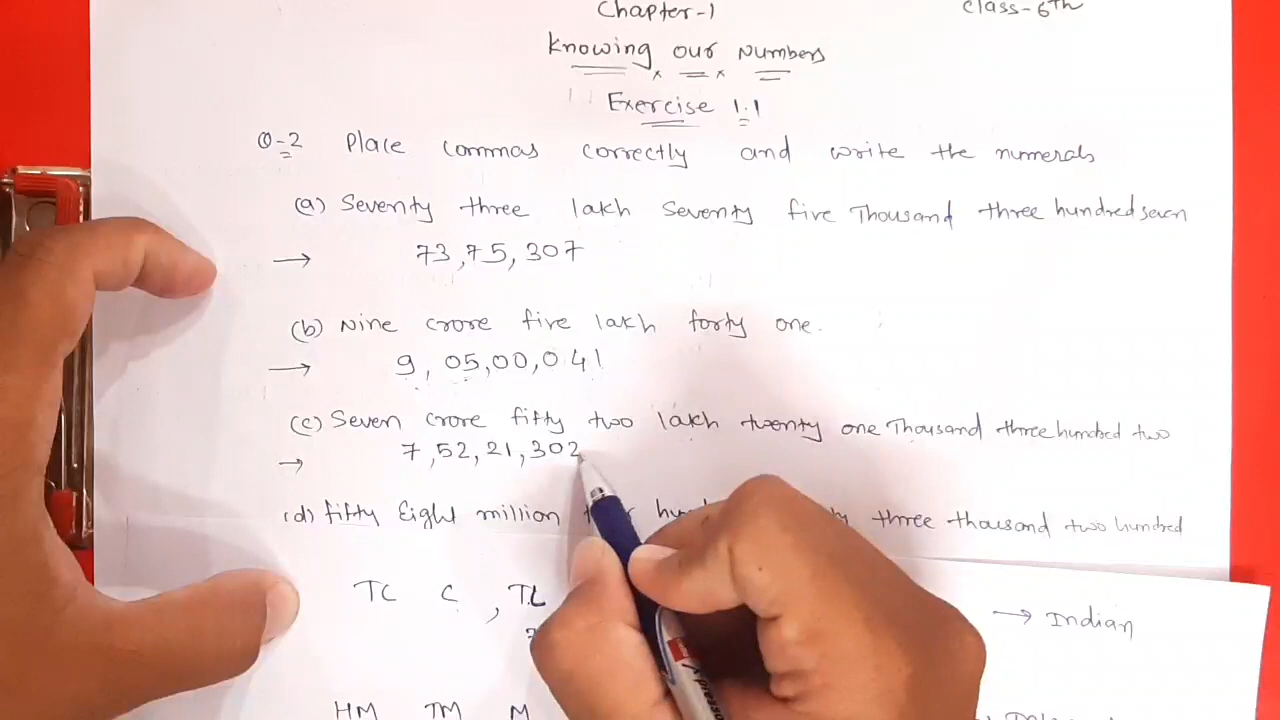 Chapter-1 Class-6th
Knowing our Numbers
Exercise 1.1
Q-2 Place commas correctly and write the numerals
(a) Seventy three lakh Seventy five Thousand three hundred seven
→ 73,75,307
(b) Nine crore five lakh forty one.
→ 9,05,00,041
(c) Seven crore fifty two lakh twenty one Thousand three hundred two
→ 7,52,21,302
(d) fifty Eight million three thousand two hundred
TC C , TL → Indian
HM TM M